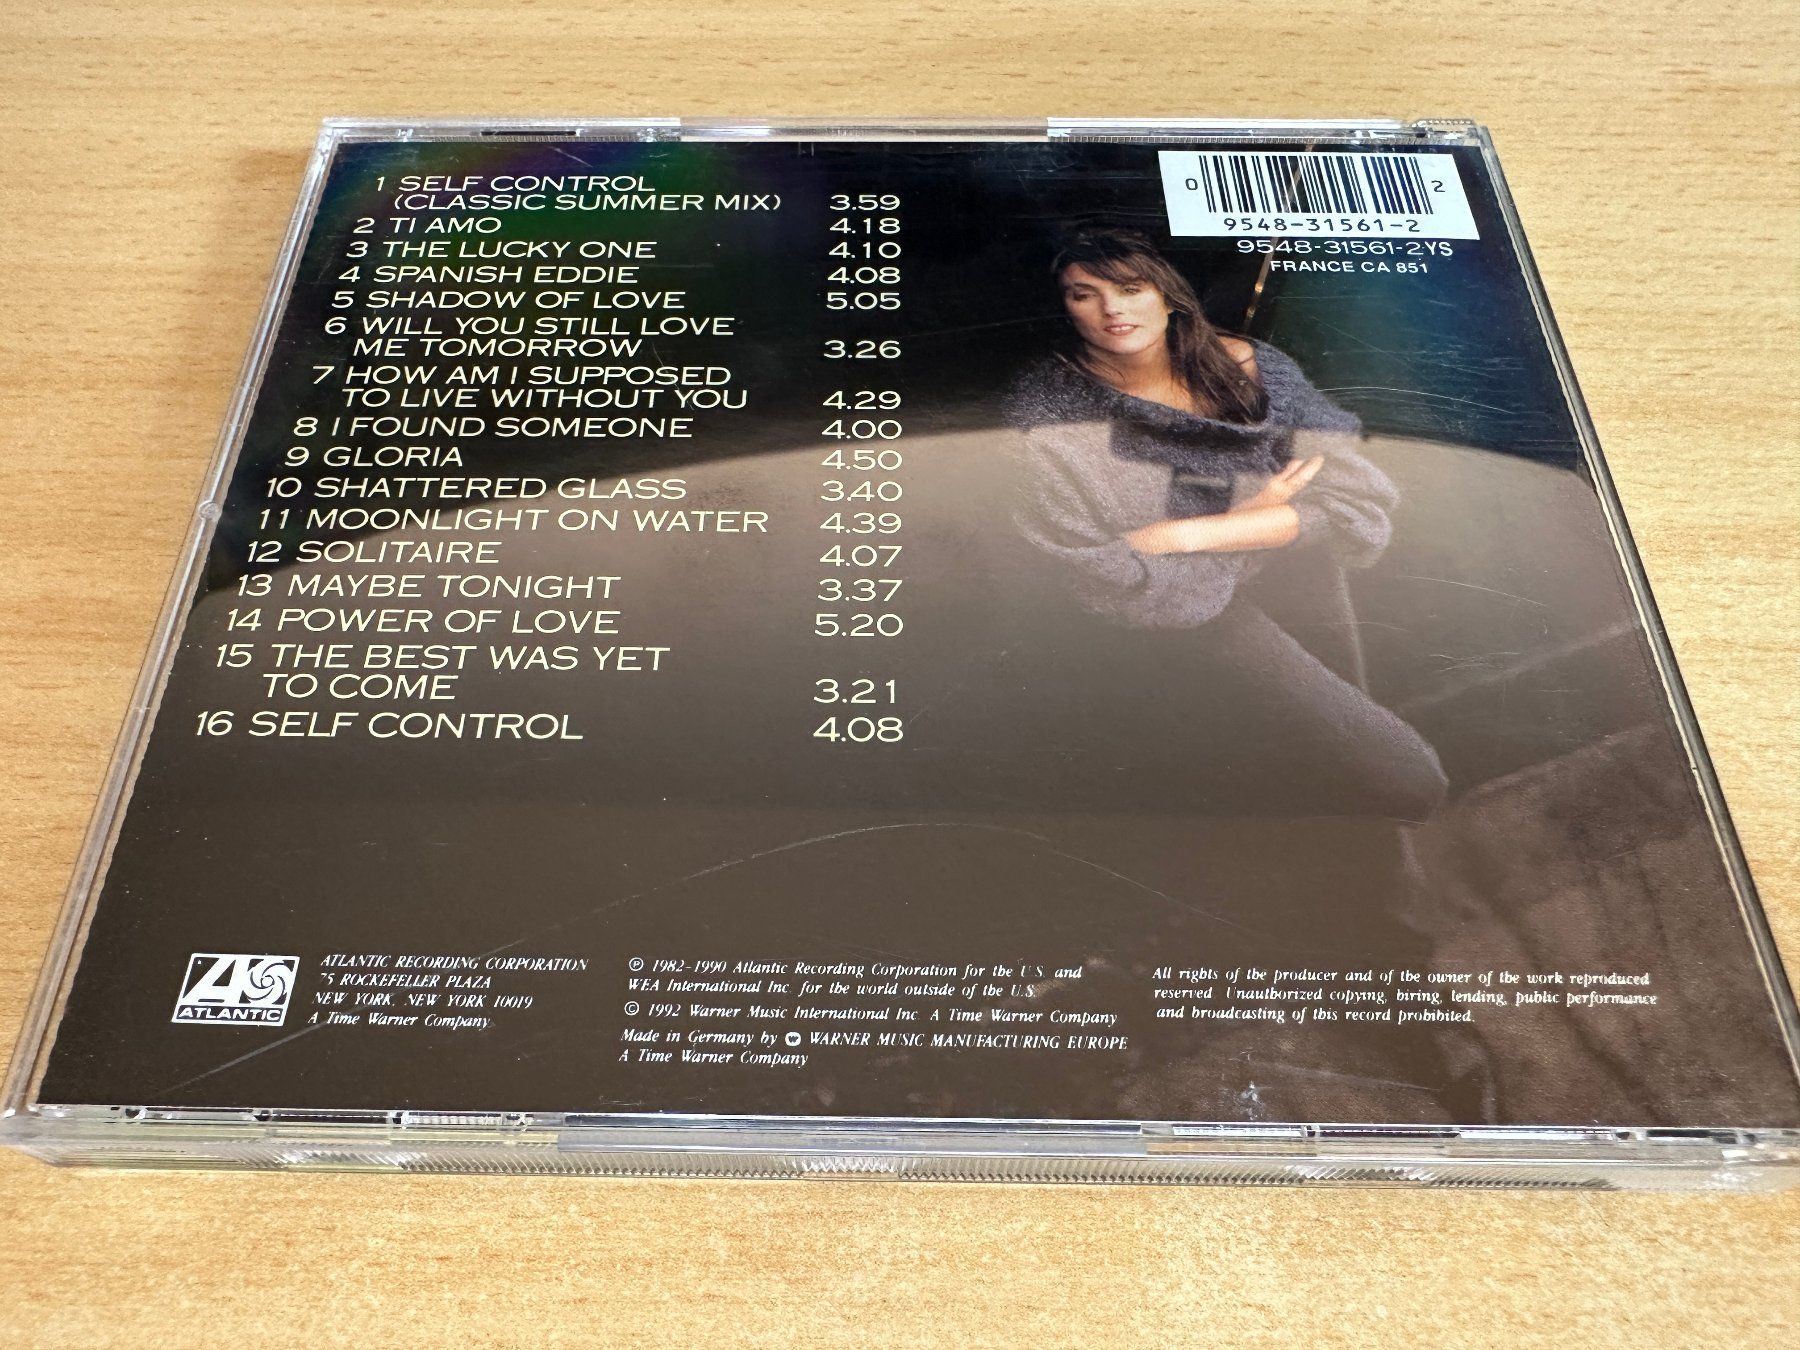 1 SELF CONTROL
(CLASSIC SUMMER MIX) 3.59
2 TI AMO 4.18
3 THE LUCKY ONE 4.10
4 SPANISH EDDIE 4.08
5 SHADOW OF LOVE 5.05
6 WILL YOU STILL LOVE
ME TOMORROW 3.26
7 HOW AM I SUPPOSED
TO LIVE WITHOUT YOU 4.29
8 I FOUND SOMEONE 4.00
9 GLORIA 4.50
10 SHATTERED GLASS 3.40
11 MOONLIGHT ON WATER 4.39
12 SOLITAIRE 4.07
13 MAYBE TONIGHT 3.37
14 POWER OF LOVE 5.20
15 THE BEST WAS YET
TO COME 3.21
16 SELF CONTROL 4.08
0 2
9548-31561-2
9548-31561-2 YS
FRANCE CA 851
ATLANTIC
ATLANTIC RECORDING CORPORATION
75 ROCKEFELLER PLAZA
NEW YORK, NEW YORK 10019
A Time Warner Company
℗ 1982-1990 Atlantic Recording Corporation for the U.S. and
WEA International Inc. for the world outside of the U.S.
© 1992 Warner Music International Inc. A Time Warner Company
Made in Germany by WARNER MUSIC MANUFACTURING EUROPE
A Time Warner Company
All rights of the producer and of the owner of the work reproduced
reserved. Unauthorized copying, hiring, lending, public performance
and broadcasting of this record prohibited.